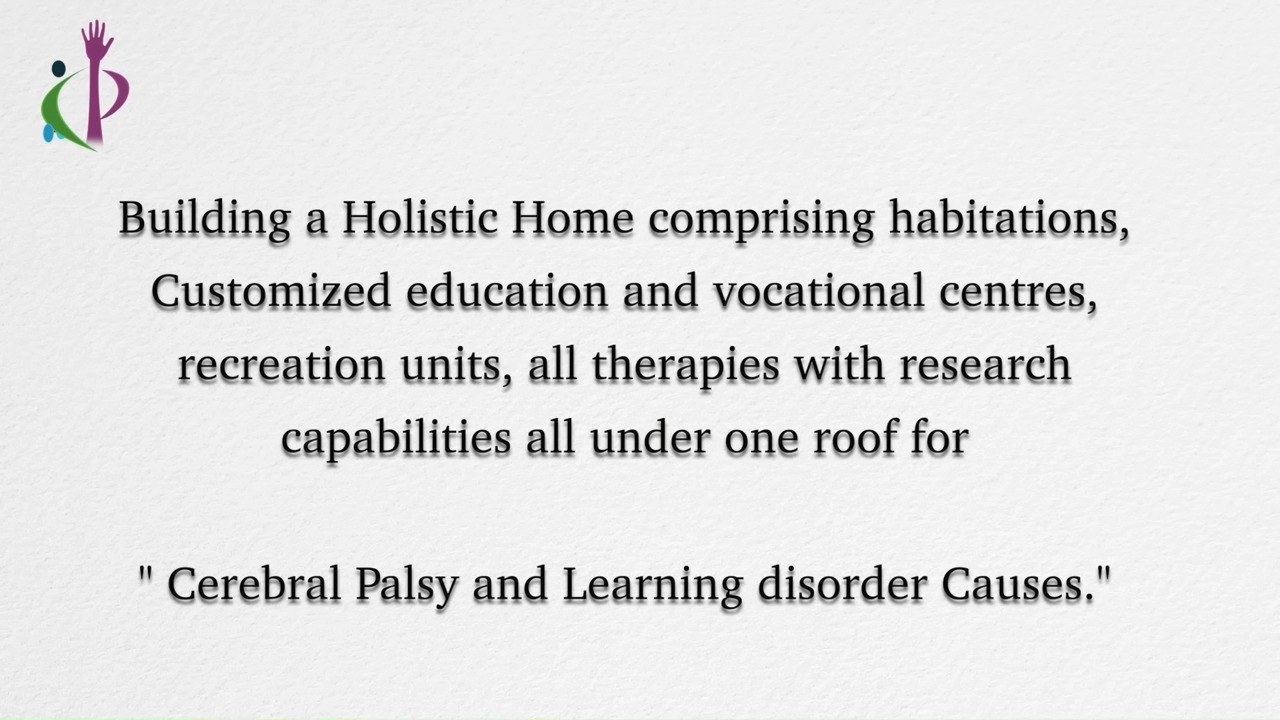 Building a Holistic Home comprising habitations,
Customized education and vocational centres,
recreation units, all therapies with research
capabilities all under one roof for
" Cerebral Palsy and Learning disorder Causes."